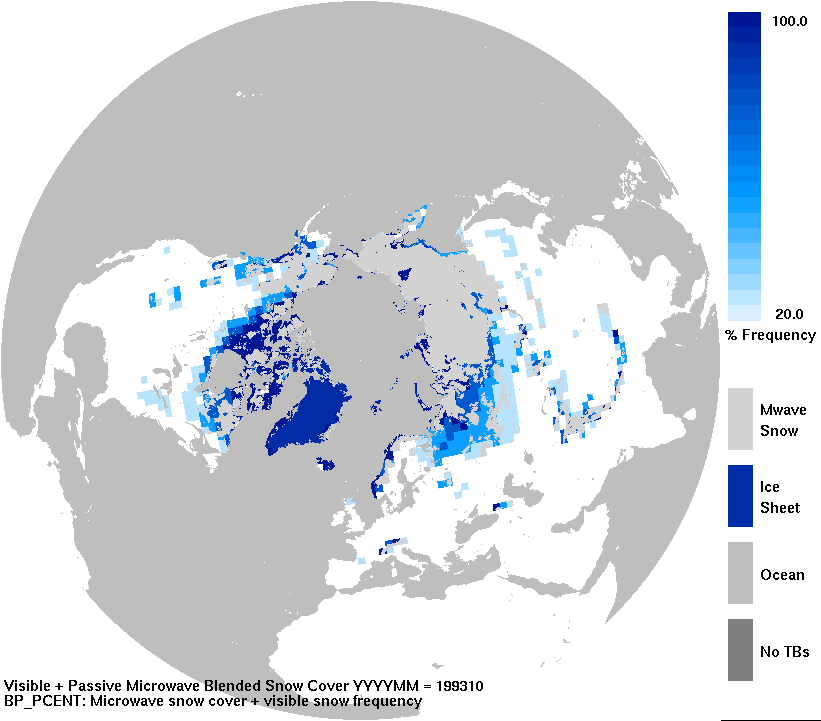 100.0
20.0
% Frequency
Mwave
Snow
Ice
Sheet
Ocean
No TBs
Visible + Passive Microwave Blended Snow Cover YYYYMM = 199310
BP_PCENT: Microwave snow cover + visible snow frequency